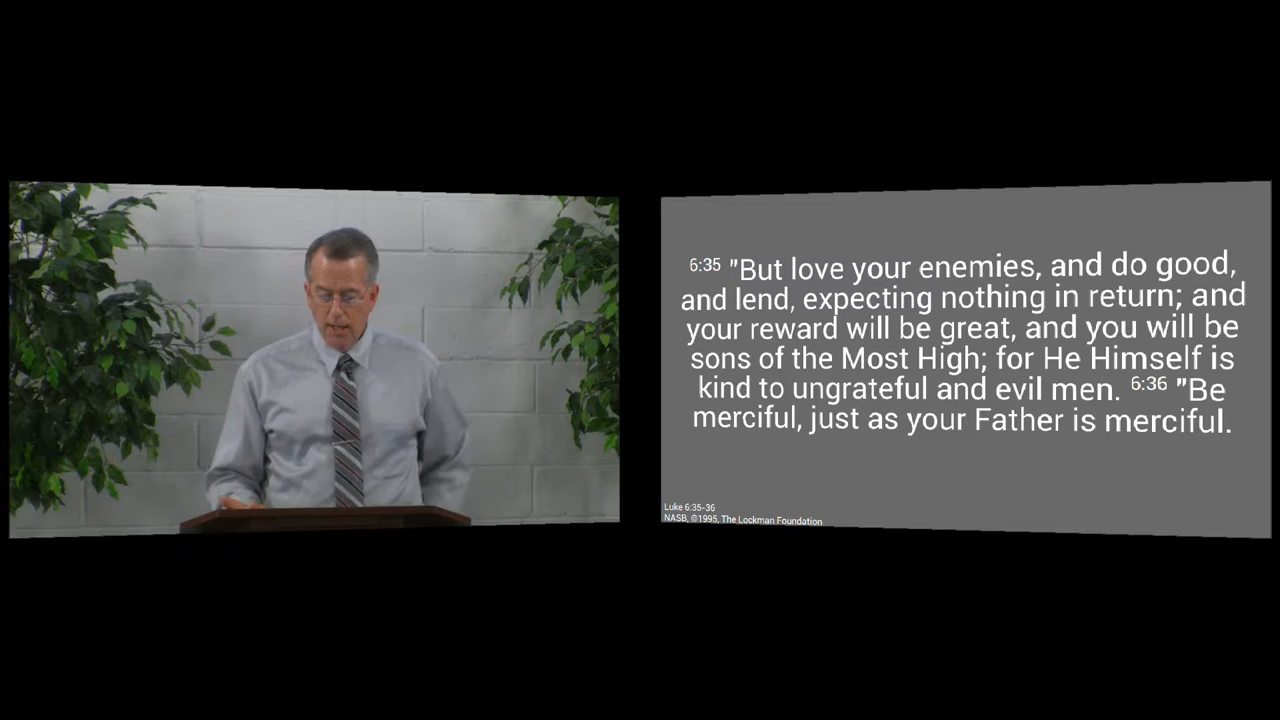 6:35 "But love your enemies, and do good,
and lend, expecting nothing in return; and
your reward will be great, and you will be
sons of the Most High; for He Himself is
kind to ungrateful and evil men. 6:36 "Be
merciful, just as your Father is merciful.
Luke 6:35-36
NASB, ©1995, The Lockman Foundation